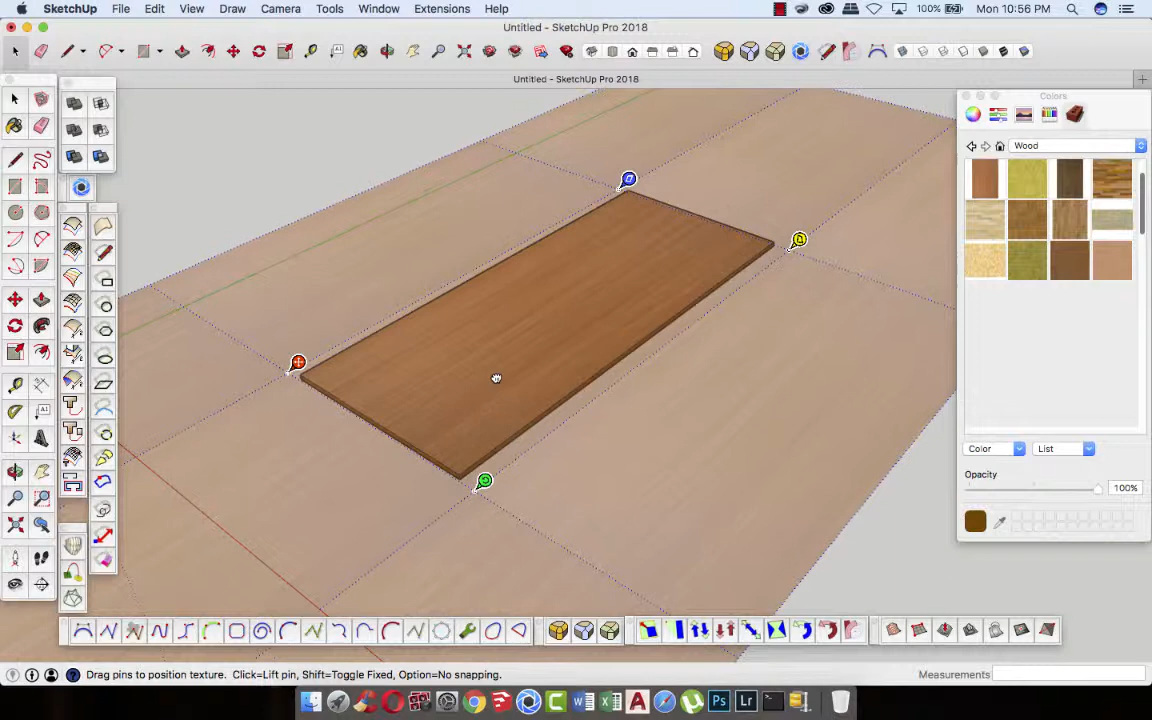 SketchUp File Edit View Draw Camera Tools Window Extensions Help 100% Mon 10:56 PM
Untitled - SketchUp Pro 2018
Untitled - SketchUp Pro 2018
Colors
Wood
Color List
Opacity
100%
Drag pins to position texture. Click=Lift pin, Shift=Toggle Fixed, Option=No snapping. Measurements
Ps Lr